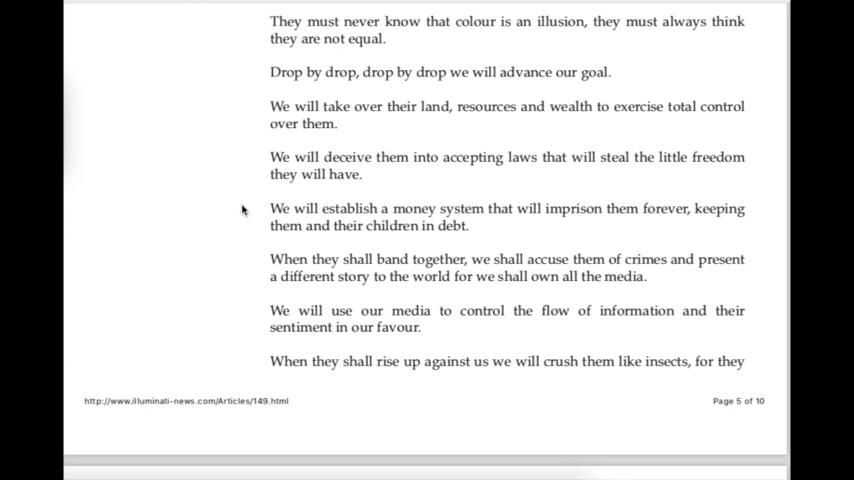 They must never know that colour is an illusion, they must always think
they are not equal.
Drop by drop, drop by drop we will advance our goal.
We will take over their land, resources and wealth to exercise total control
over them.
We will deceive them into accepting laws that will steal the little freedom
they will have.
We will establish a money system that will imprison them forever, keeping
them and their children in debt.
When they shall band together, we shall accuse them of crimes and present
a different story to the world for we shall own all the media.
We will use our media to control the flow of information and their
sentiment in our favour.
When they shall rise up against us we will crush them like insects, for they
http://www.illuminati-news.com/Articles/149.html Page 5 of 10